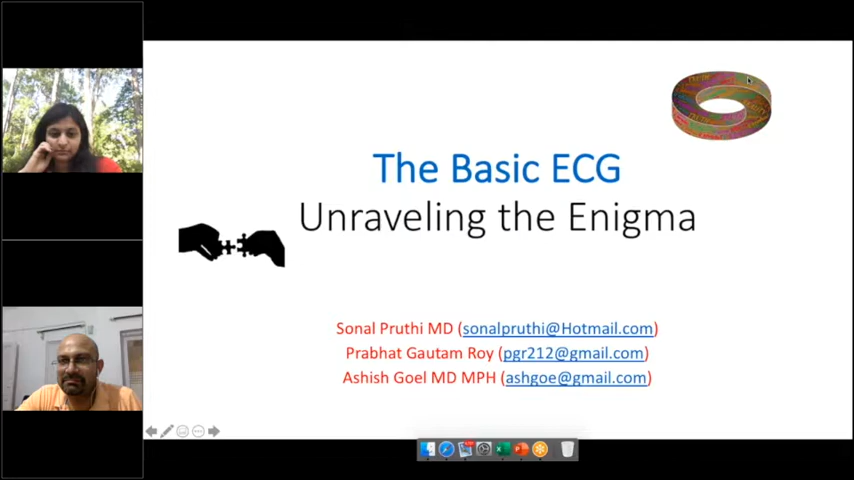 The Basic ECG
Unraveling the Enigma
Sonal Pruthi MD (sonalpruthi@Hotmail.com)
Prabhat Gautam Roy (pgr212@gmail.com)
Ashish Goel MD MPH (ashgoe@gmail.com)